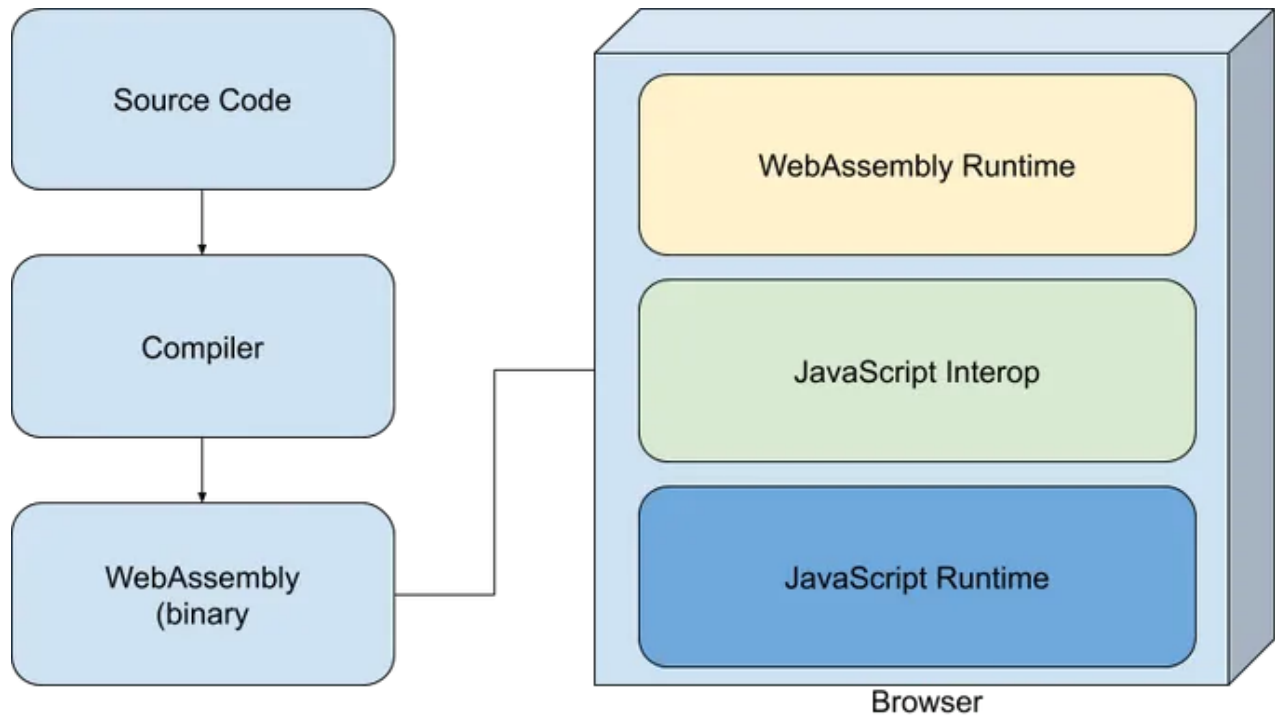 Source Code
Compiler
WebAssembly
(binary
WebAssembly Runtime
JavaScript Interop
JavaScript Runtime
Browser